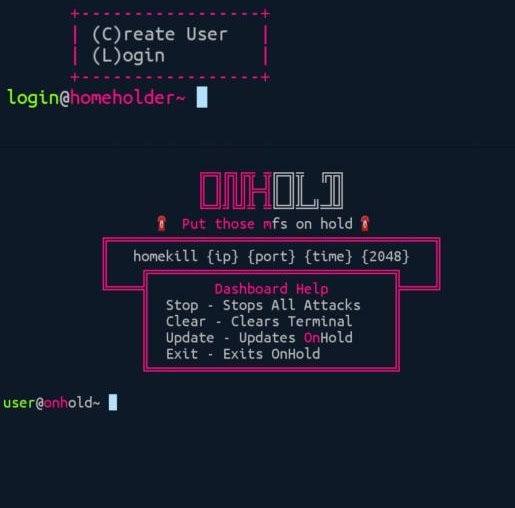 (C)reate User
(L)ogin
login@homeholder~
ONHOLD
Put those mfs on hold
homekill {ip} {port} {time} {2048}
Dashboard Help
Stop - Stops All Attacks
Clear - Clears Terminal
Update - Updates OnHold
Exit - Exits OnHold
user@onhold~